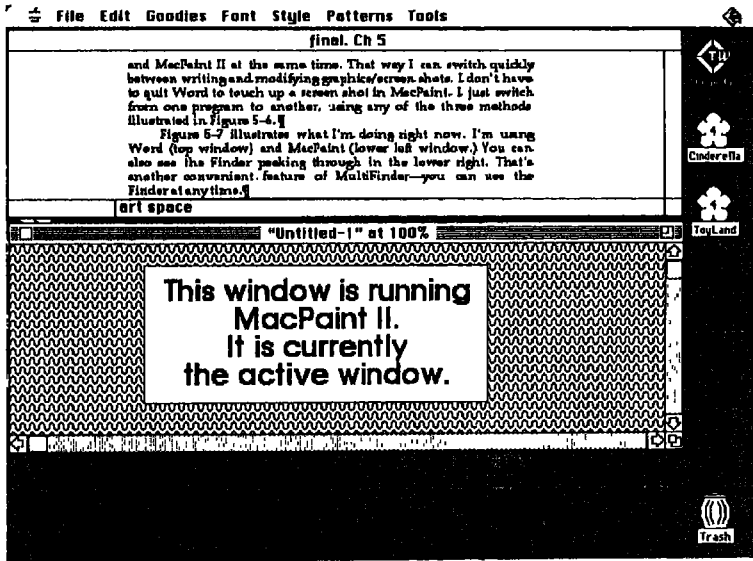 File Edit Goodies Font Style Patterns Tools
final. Ch 5
and MacPaint II at the same time. That way I can switch quickly
between writing and modifying graphics/screen shots. I don't have
to quit Word to touch up a screen shot in MacPaint. I just switch
from one program to another, using any of the three methods
illustrated in Figure 5-6.¶
Figure 5-7 illustrates what I'm doing right now. I'm using
Word (top window) and MacPaint (lower left window.) You can
also see the Finder peeking through in the lower right. That's
another convenient feature of MultiFinder—you can use the
Finder at any time.¶
art space
"Untitled-1" at 100%
This window is running
MacPaint II.
It is currently
the active window.
Cinderella
ToyLand
Trash